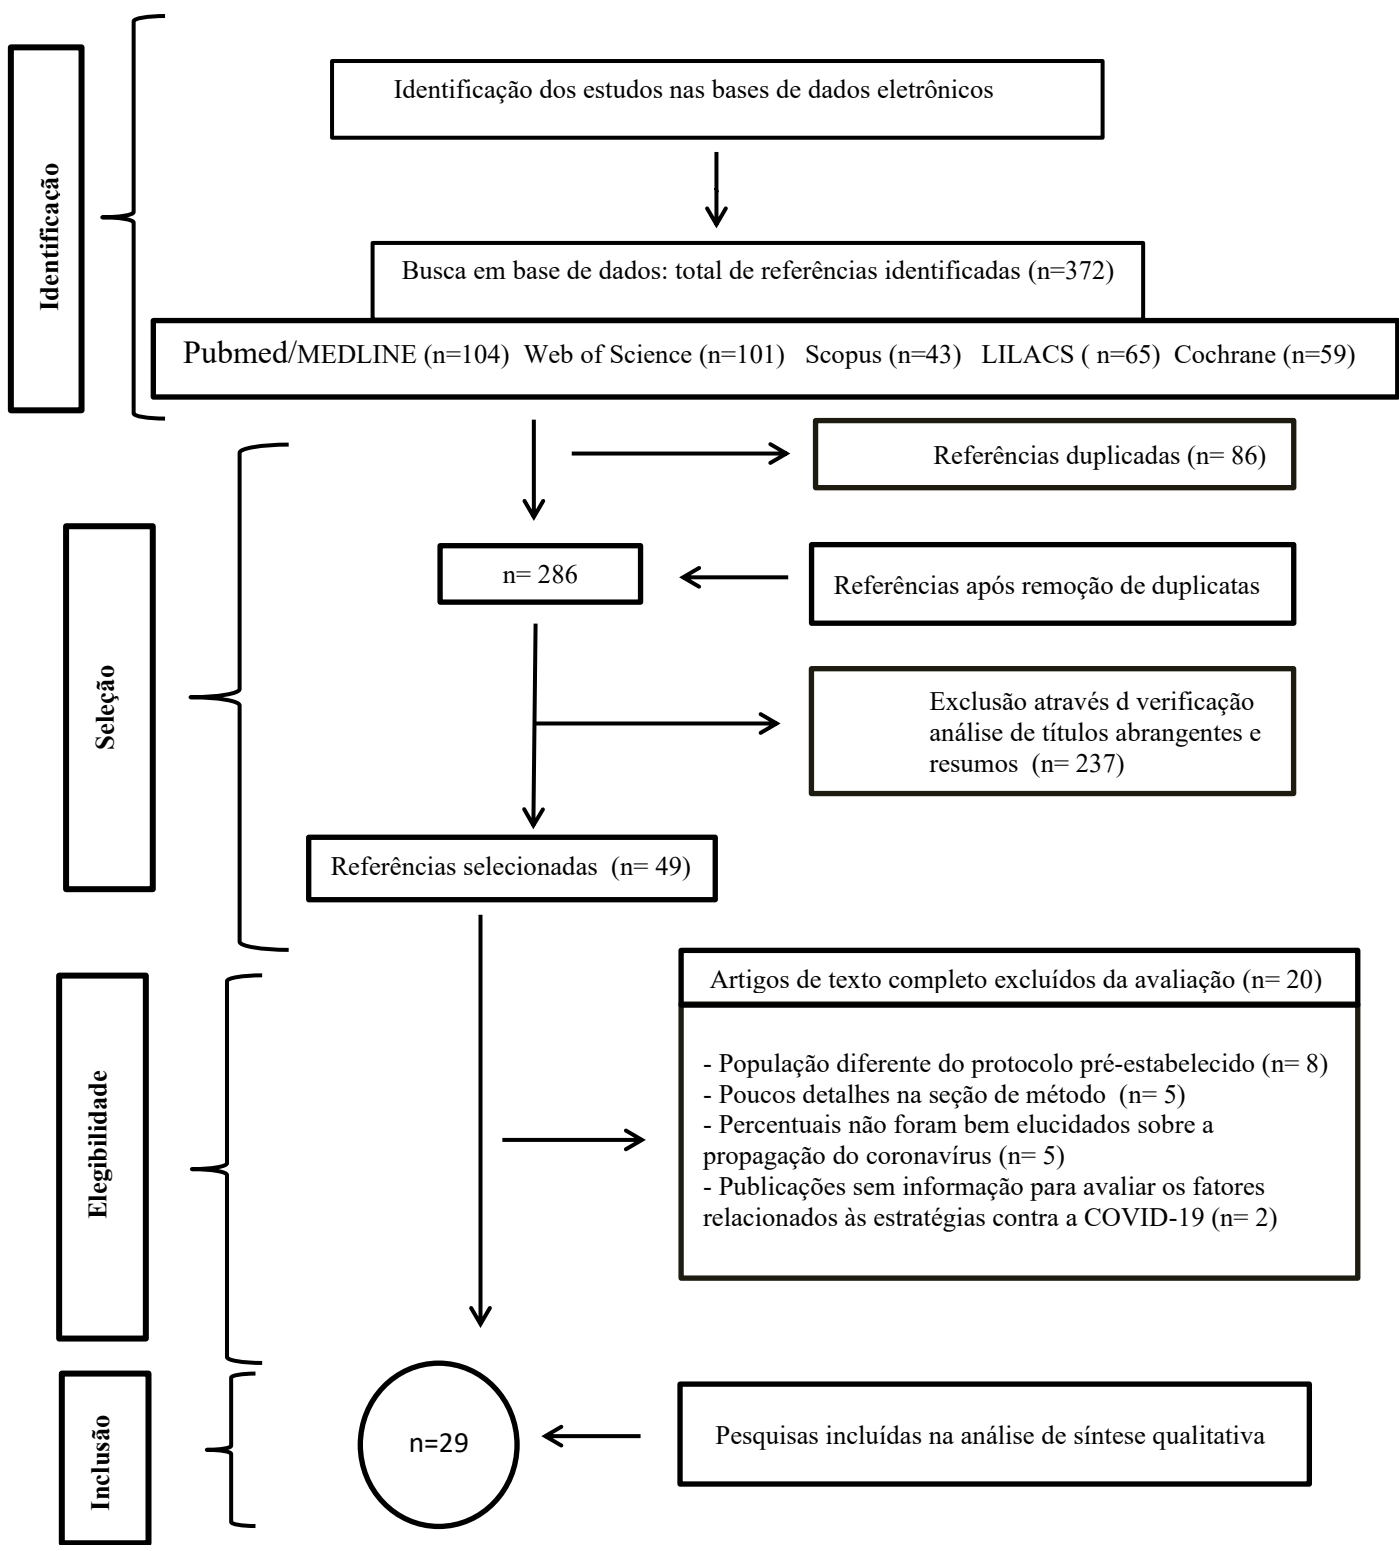 Identificação
Identificação dos estudos nas bases de dados eletrônicos
Busca em base de dados: total de referências identificadas (n=372)
Pubmed/MEDLINE (n=104) Web of Science (n=101) Scopus (n=43) LILACS ( n=65) Cochrane (n=59)
Seleção
Referências duplicadas (n= 86)
n= 286
Referências após remoção de duplicatas
Exclusão através d verificação
análise de títulos abrangentes e
resumos (n= 237)
Referências selecionadas (n= 49)
Elegibilidade
Artigos de texto completo excluídos da avaliação (n= 20)
- População diferente do protocolo pré-estabelecido (n= 8)
- Poucos detalhes na seção de método (n= 5)
- Percentuais não foram bem elucidados sobre a
propagação do coronavírus (n= 5)
- Publicações sem informação para avaliar os fatores
relacionados às estratégias contra a COVID-19 (n= 2)
Inclusão
n=29
Pesquisas incluídas na análise de síntese qualitativa